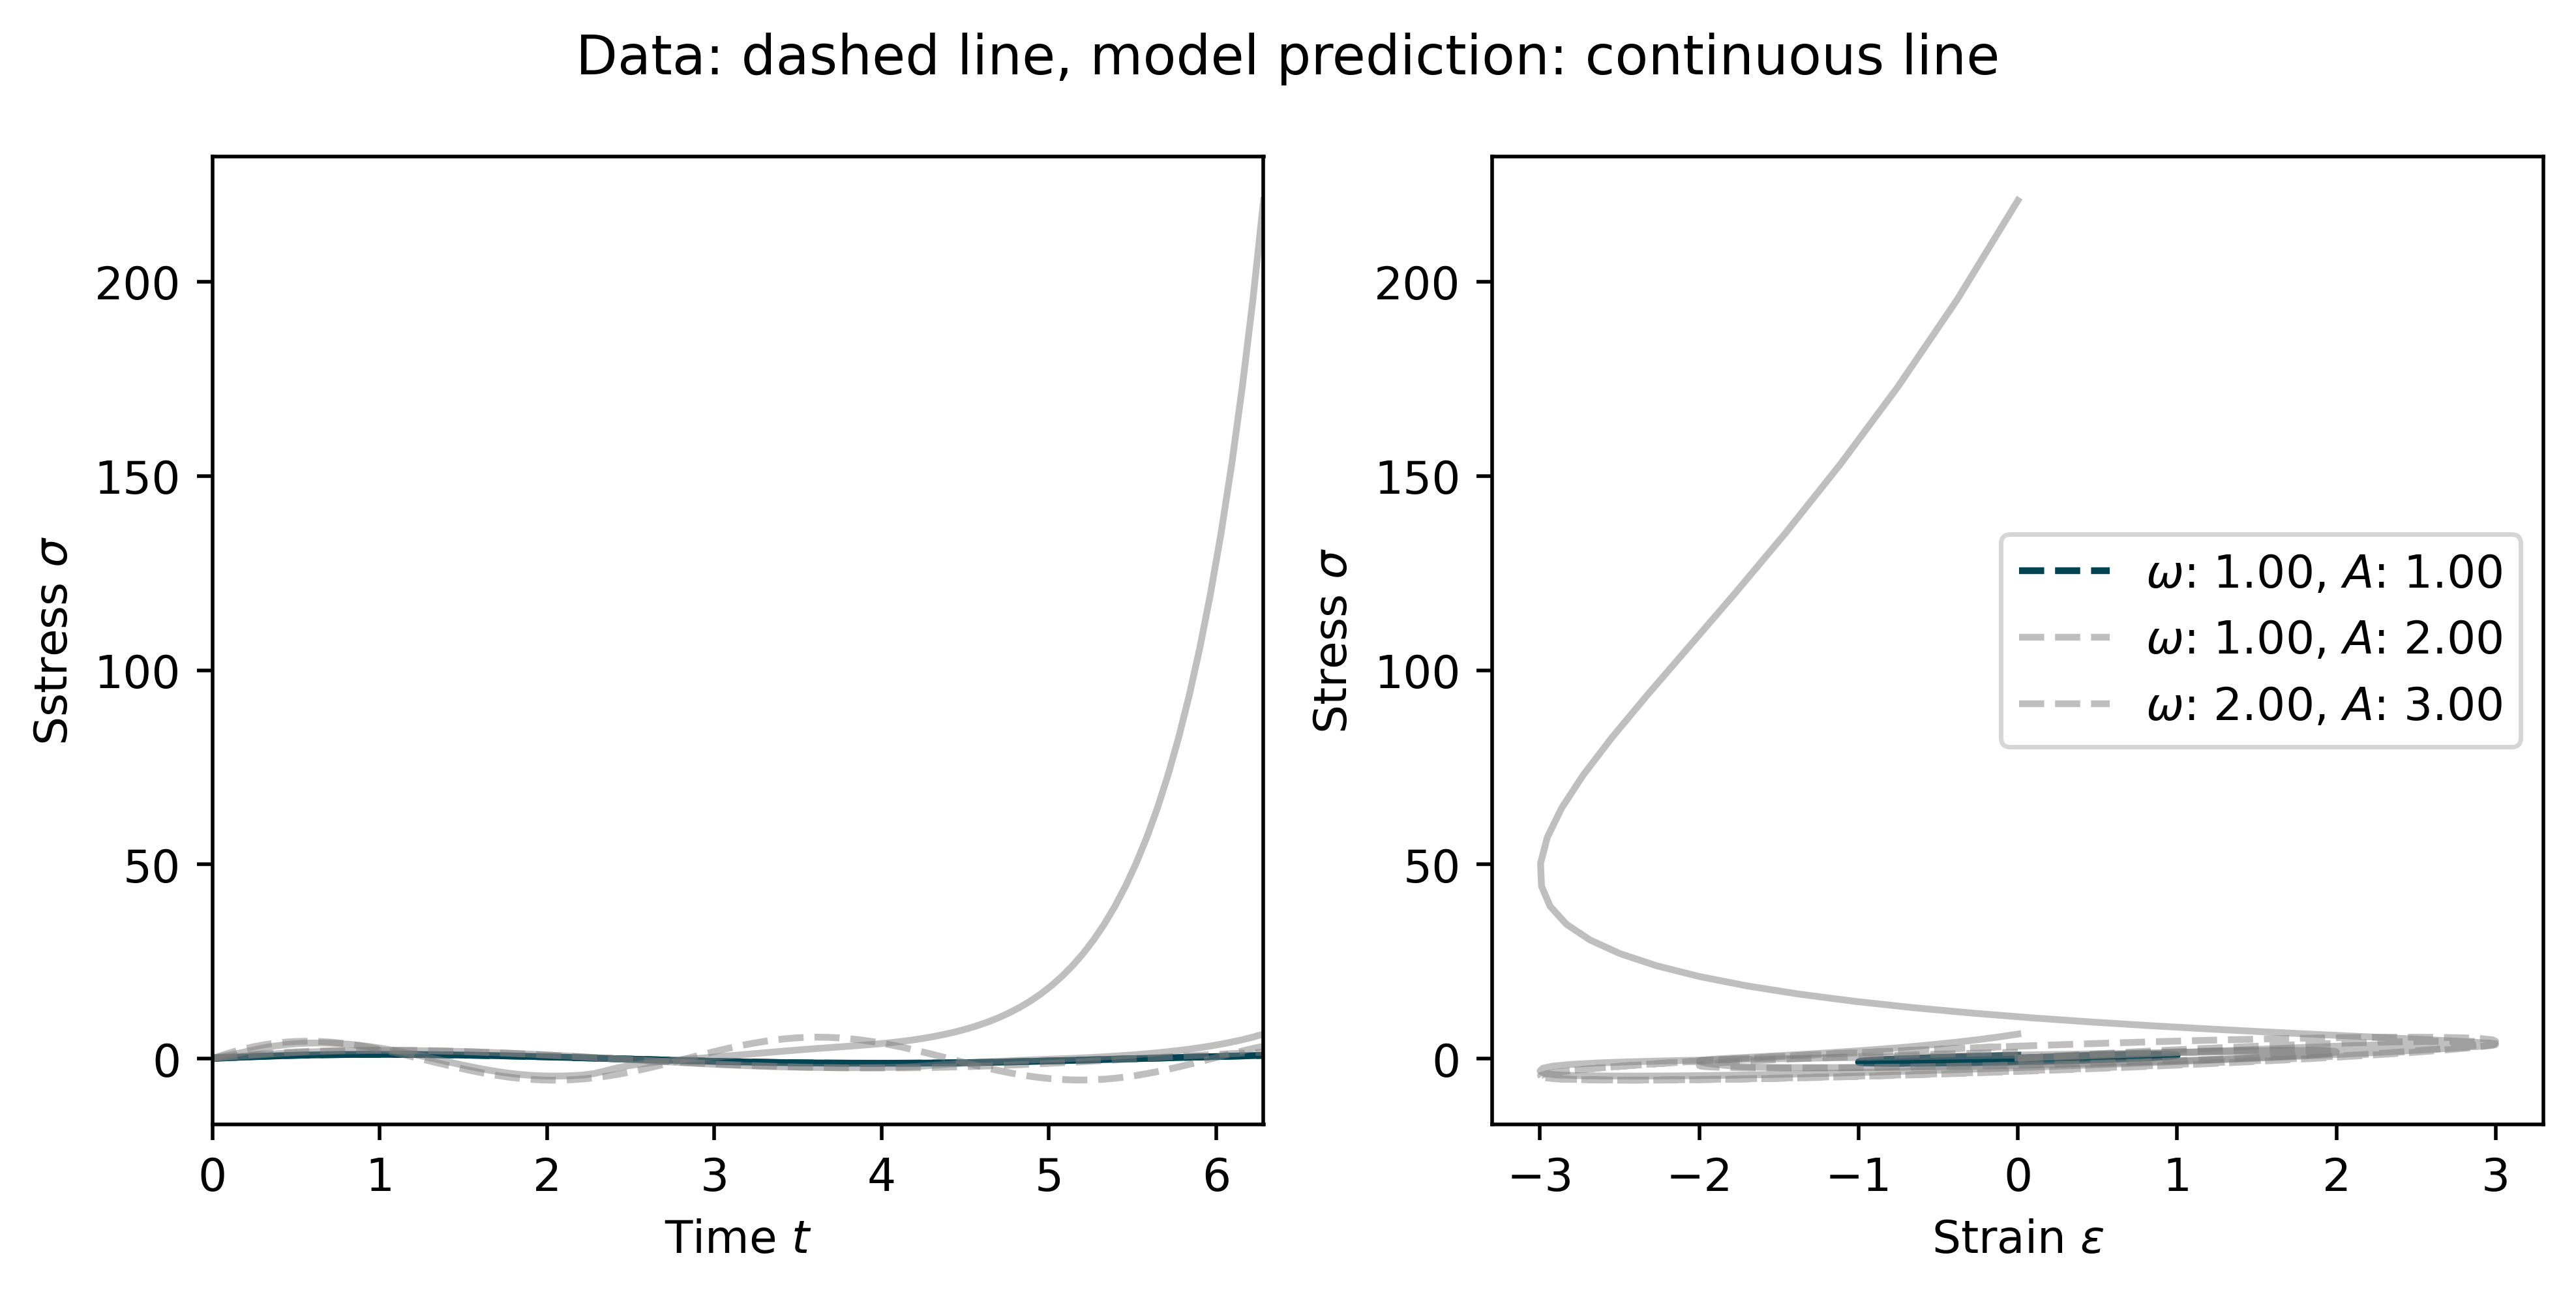 Data: dashed line, model prediction: continuous line
200
150
100
50
0
Sstress σ
0 1 2 3 4 5 6
Time t
200
150
100
50
0
Stress σ
−3 −2 −1 0 1 2 3
Strain ε
ω: 1.00, A: 1.00
ω: 1.00, A: 2.00
ω: 2.00, A: 3.00